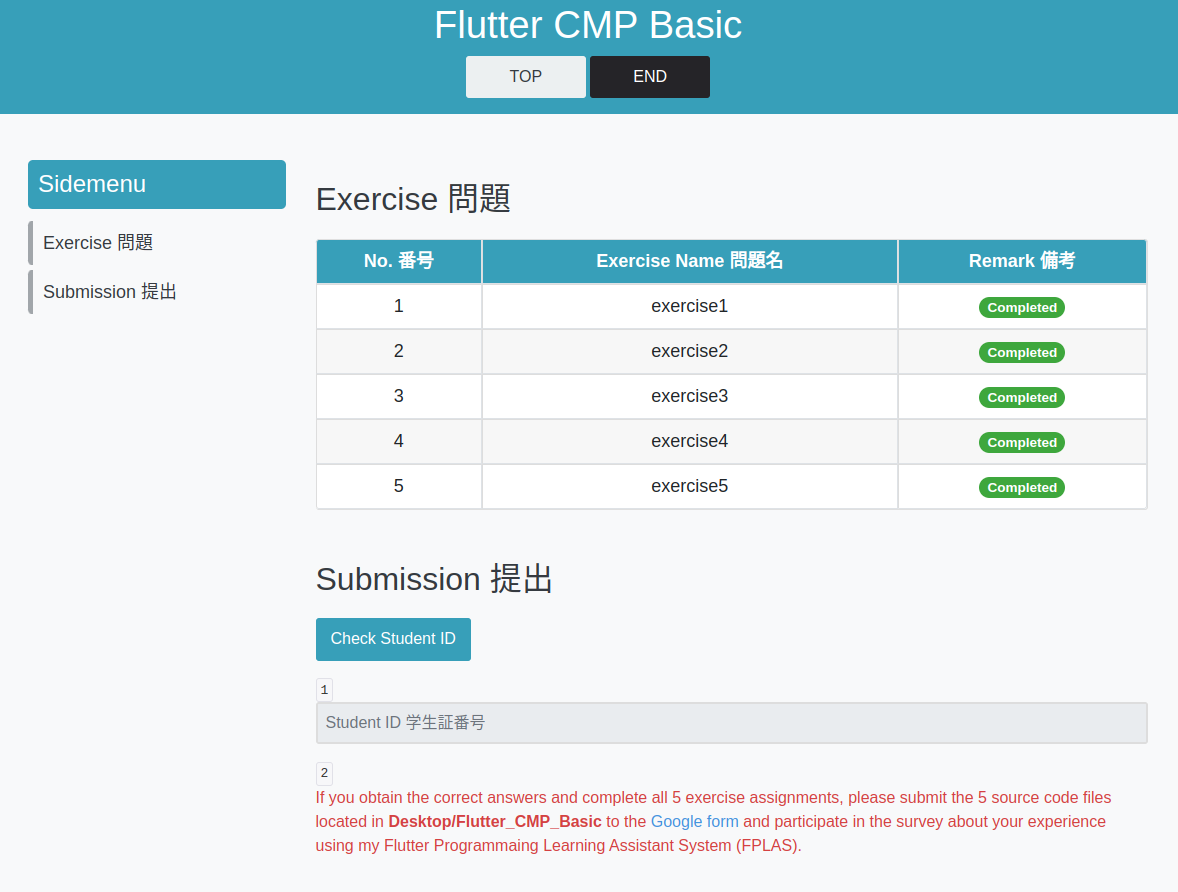 Flutter CMP Basic
TOP END
Sidemenu
Exercise 問題
Submission 提出
Exercise 問題
No. 番号 Exercise Name 問題名 Remark 備考
1 exercise1 Completed
2 exercise2 Completed
3 exercise3 Completed
4 exercise4 Completed
5 exercise5 Completed
Submission 提出
Check Student ID
1
Student ID 学生証番号
2
If you obtain the correct answers and complete all 5 exercise assignments, please submit the 5 source code files
located in Desktop/Flutter_CMP_Basic to the Google form and participate in the survey about your experience
using my Flutter Programmaing Learning Assistant System (FPLAS).